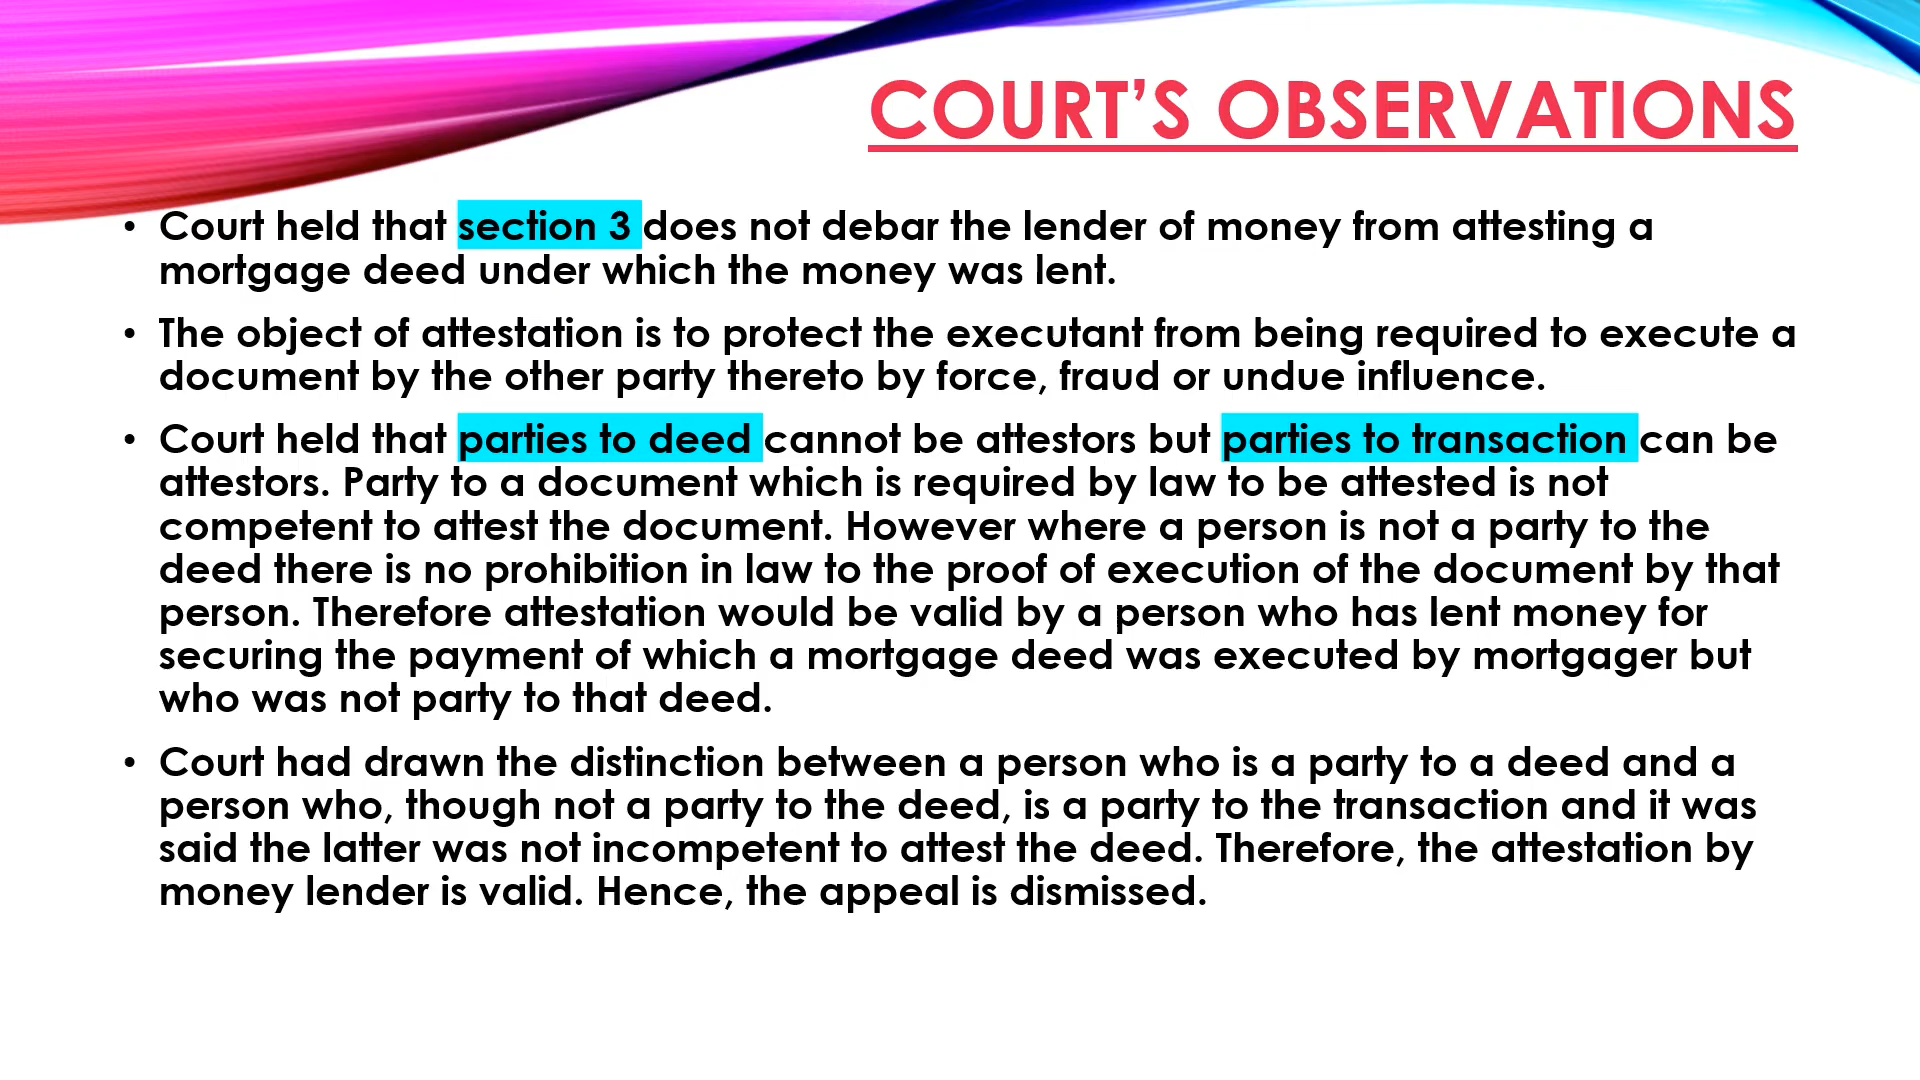 COURT’S OBSERVATIONS
• Court held that section 3 does not debar the lender of money from attesting a
mortgage deed under which the money was lent.
• The object of attestation is to protect the executant from being required to execute a
document by the other party thereto by force, fraud or undue influence.
• Court held that parties to deed cannot be attestors but parties to transaction can be
attestors. Party to a document which is required by law to be attested is not
competent to attest the document. However where a person is not a party to the
deed there is no prohibition in law to the proof of execution of the document by that
person. Therefore attestation would be valid by a person who has lent money for
securing the payment of which a mortgage deed was executed by mortgager but
who was not party to that deed.
• Court had drawn the distinction between a person who is a party to a deed and a
person who, though not a party to the deed, is a party to the transaction and it was
said the latter was not incompetent to attest the deed. Therefore, the attestation by
money lender is valid. Hence, the appeal is dismissed.